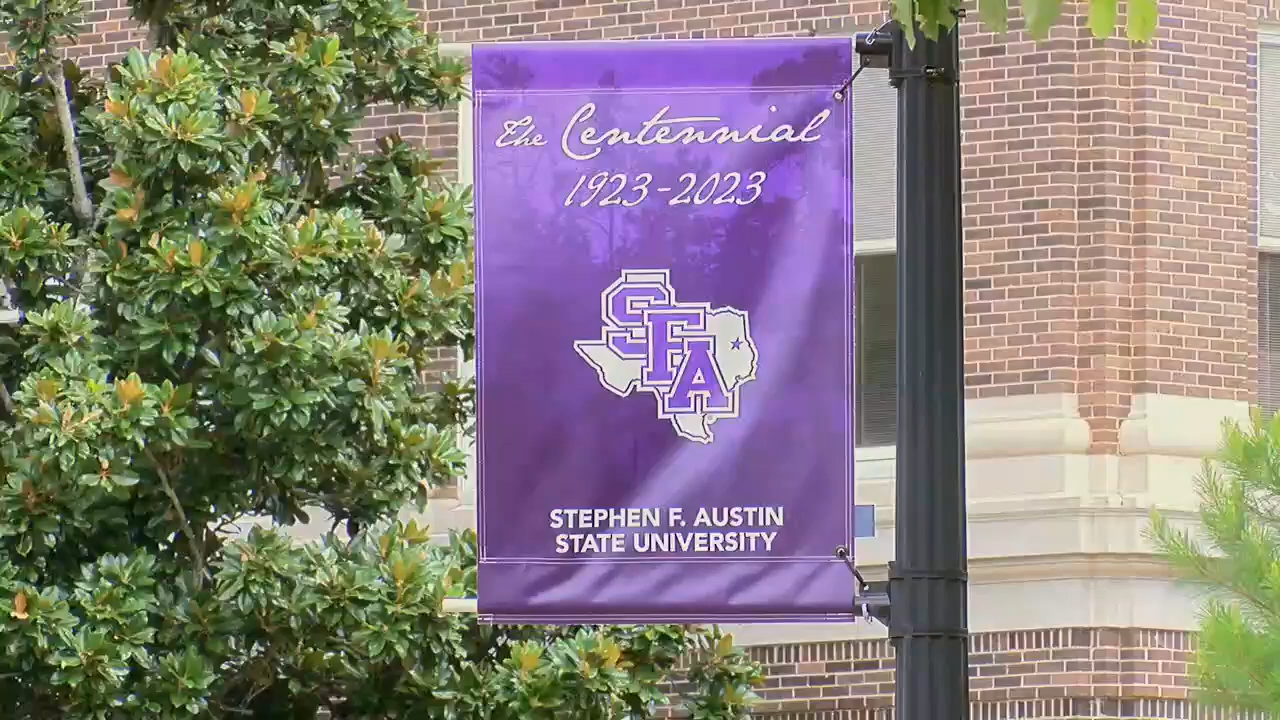 The Centennial
1923-2023
SFA
STEPHEN F. AUSTIN
STATE UNIVERSITY